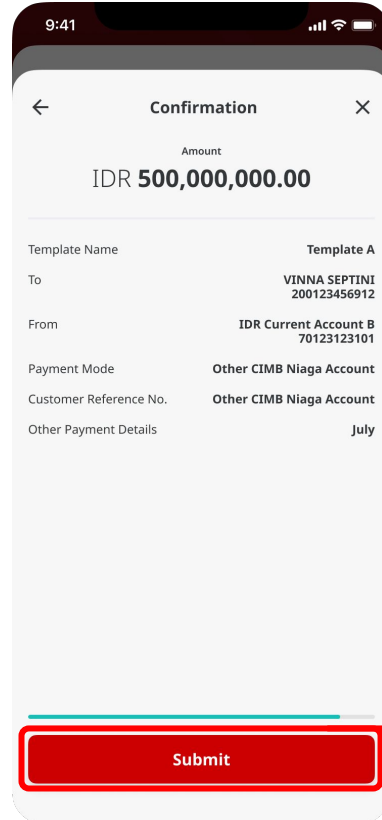 9:41
Confirmation
Amount
IDR 500,000,000.00
Template Name Template A
To VINNA SEPTINI
200123456912
From IDR Current Account B
70123123101
Payment Mode Other CIMB Niaga Account
Customer Reference No. Other CIMB Niaga Account
Other Payment Details July
Submit